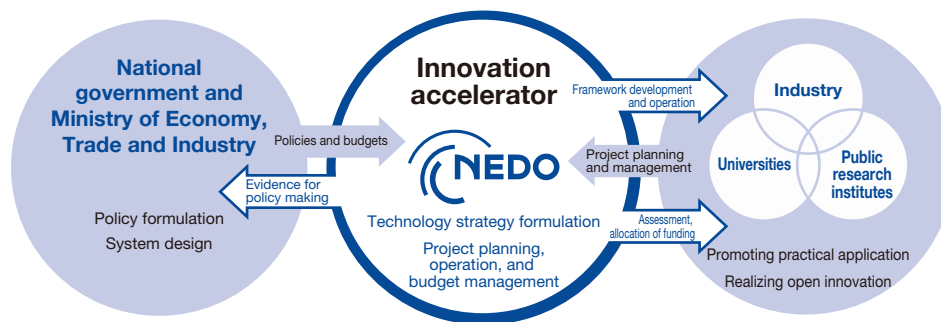 National
government and
Ministry of Economy,
Trade and Industry
Policy formulation
System design
Policies and budgets
Evidence for
policy making
Innovation
accelerator
NEDO
Technology strategy formulation
Project planning,
operation, and
budget management
Framework development
and operation
Project planning
and management
Assessment,
allocation of funding
Industry
Universities
Public
research
institutes
Promoting practical application
Realizing open innovation